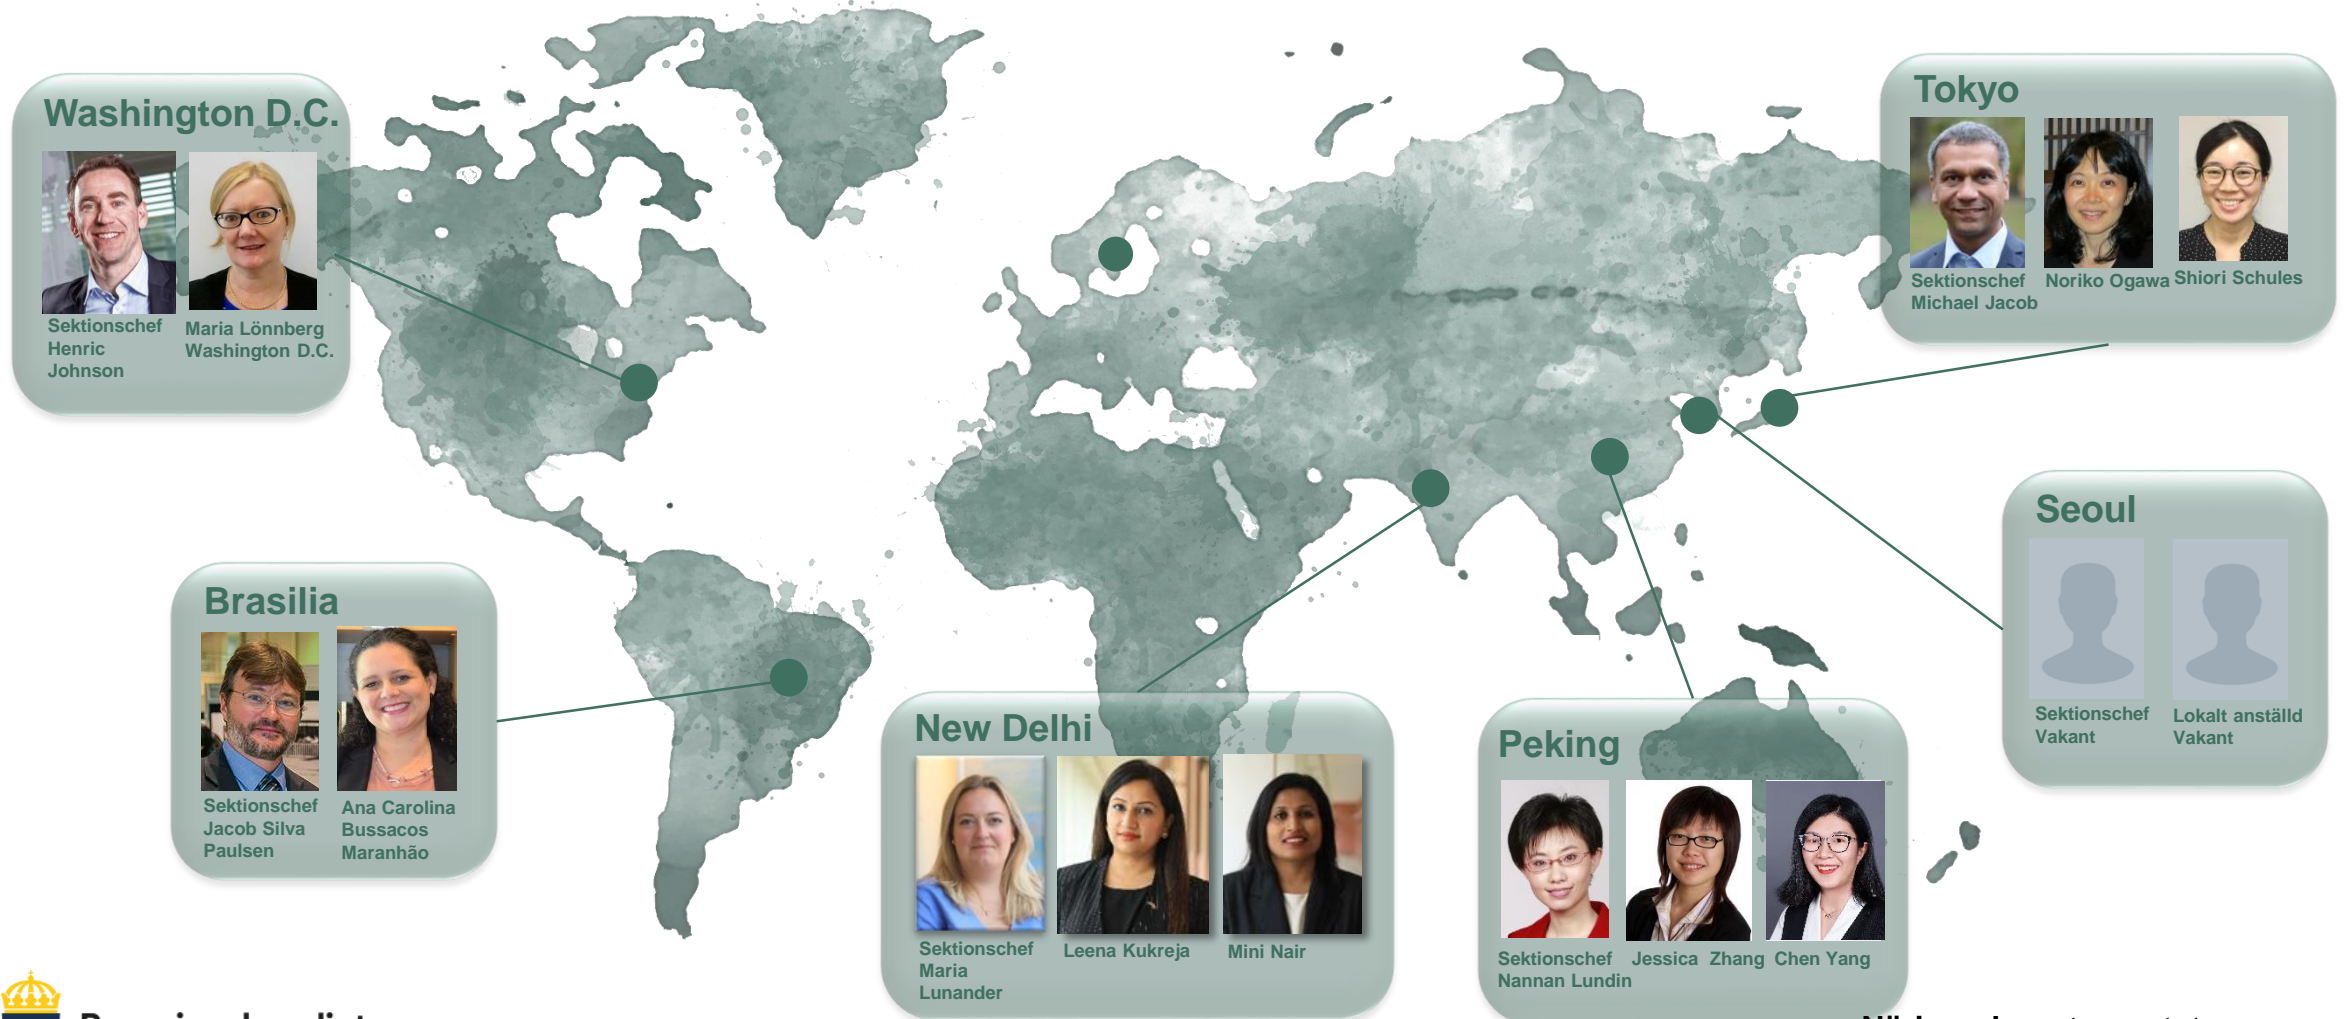 Washington D.C.
Sektionschef
Henric
Johnson
Maria Lönnberg
Washington D.C.
Tokyo
Sektionschef
Michael Jacob
Noriko Ogawa
Shiori Schules
Seoul
Sektionschef
Vakant
Lokalt anställd
Vakant
Brasilia
Sektionschef
Jacob Silva
Paulsen
Ana Carolina
Bussacos
Maranhão
New Delhi
Sektionschef
Maria
Lunander
Leena Kukreja
Mini Nair
Peking
Sektionschef
Nannan Lundin
Jessica Zhang
Chen Yang